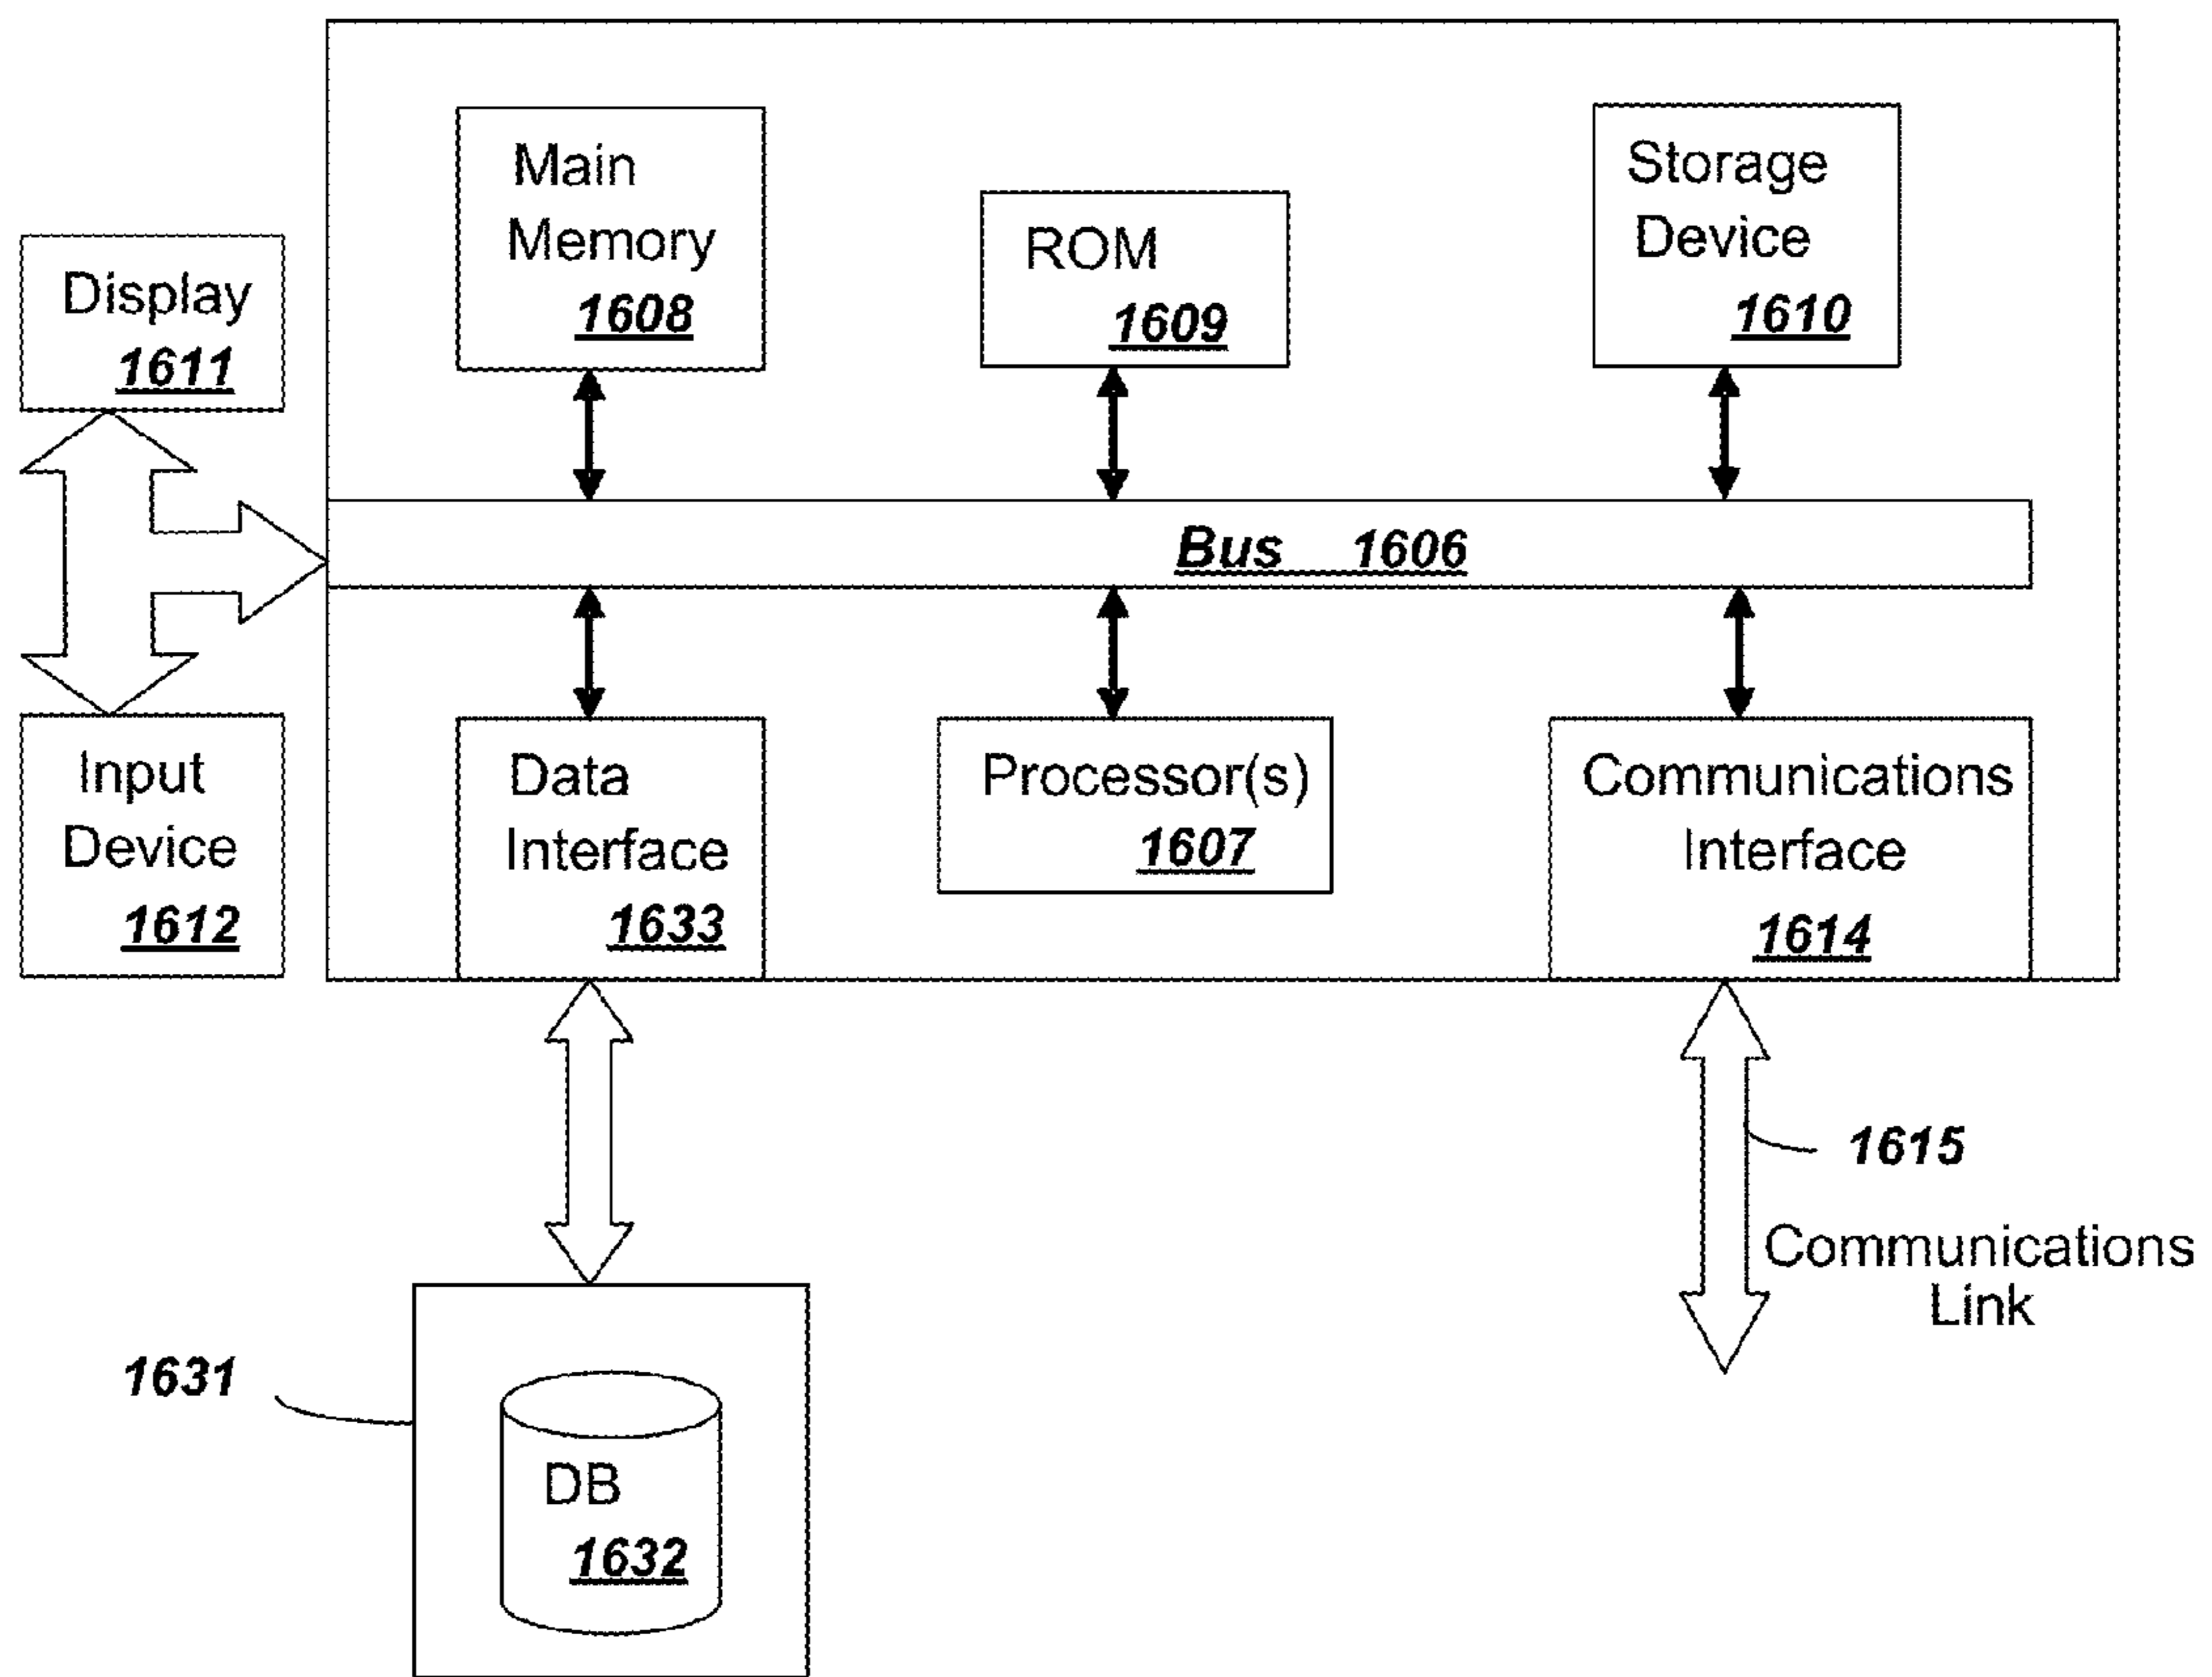 Main
Memory
1608
ROM
1609
Storage
Device
1610
Display
1611
Bus 1606
Input
Device
1612
Data
Interface
1633
Processor(s)
1607
Communications
Interface
1614
1615
Communications
Link
1631
DB
1632